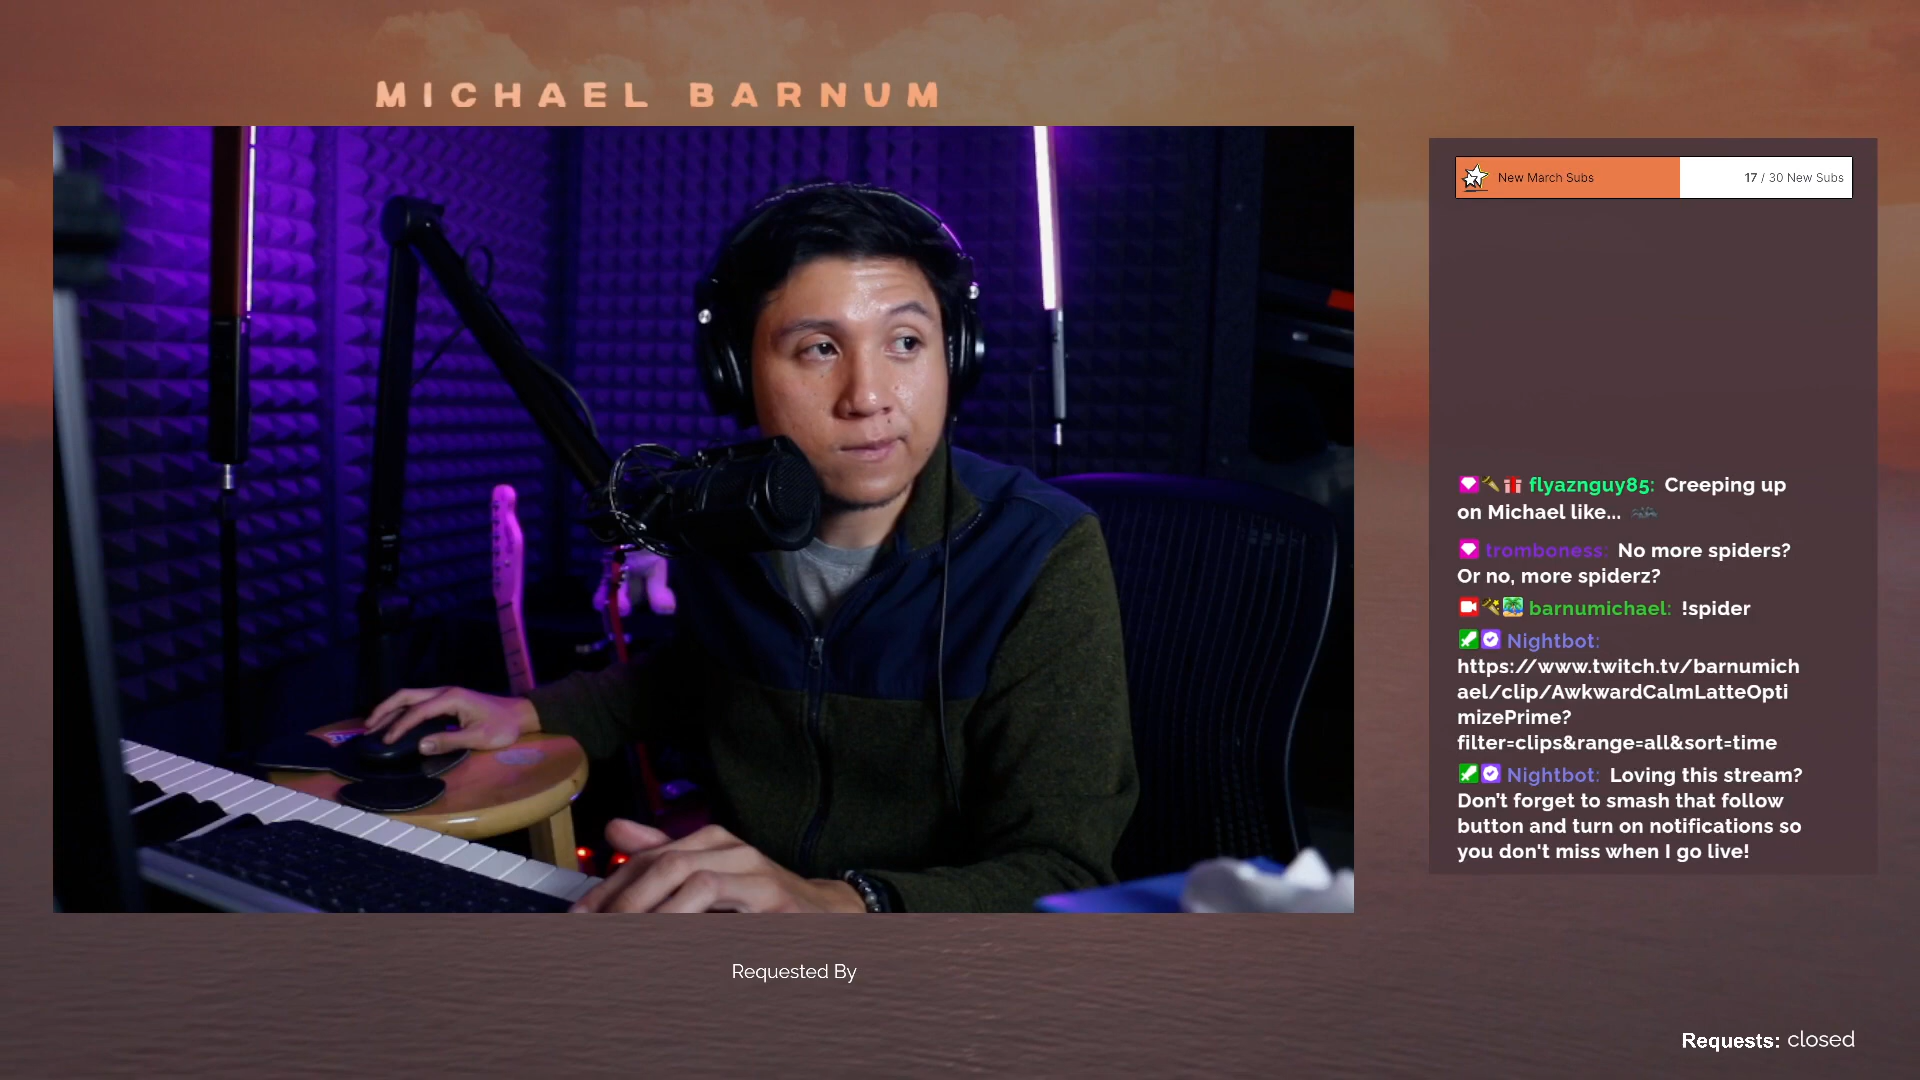 MICHAEL BARNUM
New March Subs
17 / 30 New Subs
flyaznguy85: Creeping up
on Michael like...
tromboness: No more spiders?
Or no, more spiderz?
barnumichael: !spider
Nightbot:
https://www.twitch.tv/barnumich
ael/clip/AwkwardCalmLatteOpti
mizePrime?
filter=clips&range=all&sort=time
Nightbot: Loving this stream?
Don't forget to smash that follow
button and turn on notifications so
you don't miss when I go live!
Requested By
Requests: closed